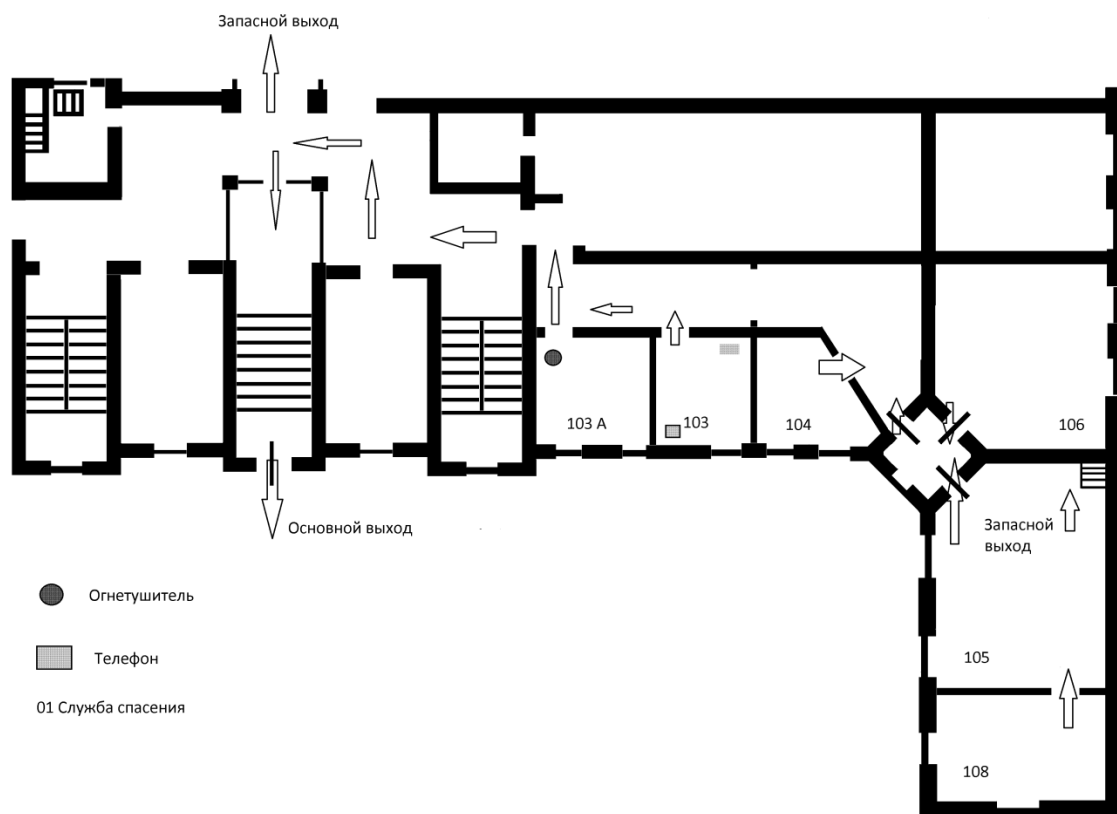 Запасной выход
103 А
103
104
106
Основной выход
Запасной
выход
Огнетушитель
Телефон
105
01 Служба спасения
108